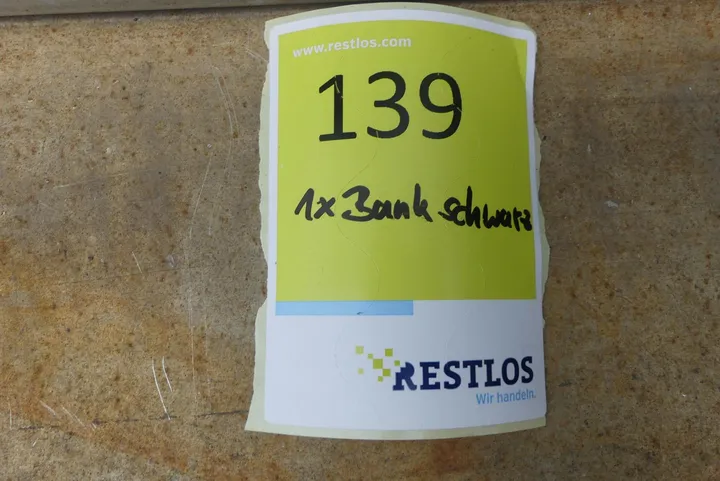 www.restlos.com
139
1x Bank schwarz
RESTLOS
Wir handeln.